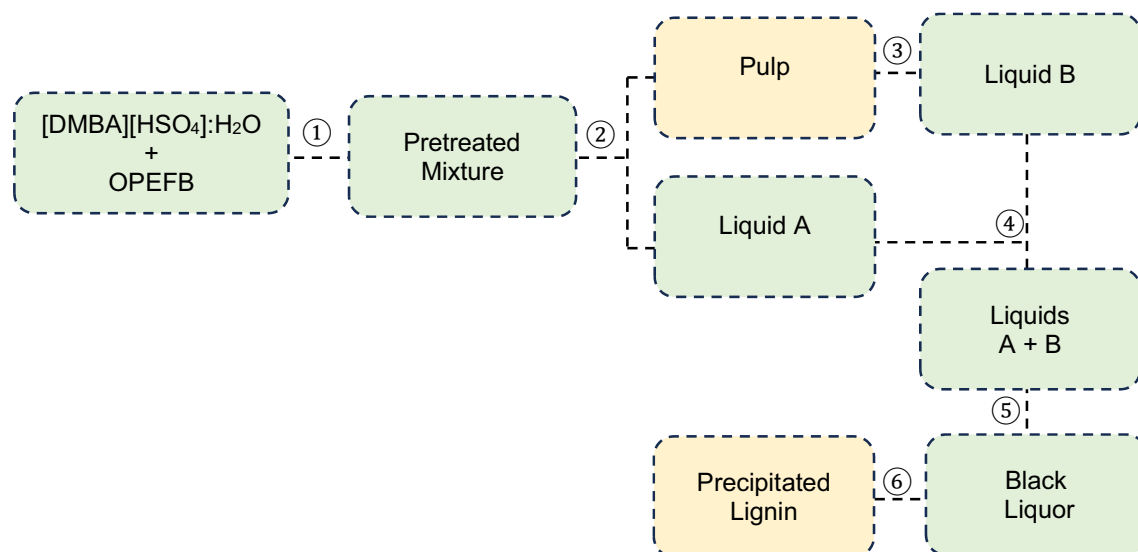 [DMBA][HSO₄]:H₂O
+
OPEFB
①
Pretreated
Mixture
②
Pulp
③
Liquid B
Liquid A
④
Liquids
A + B
⑤
Black
Liquor
⑥
Precipitated
Lignin